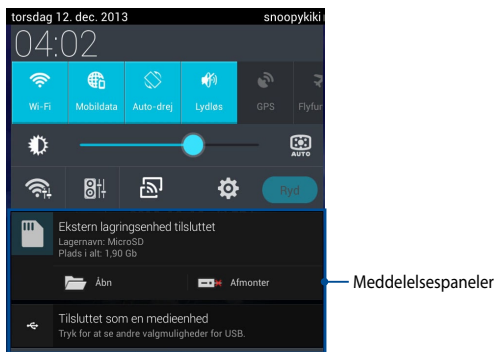 torsdag 12. dec. 2013 snoopykiki
04:02
Wi-Fi Mobildata Auto-drej Lydløs GPS Flyfur
AUTO
Ryd
Ekstern lagringsenhed tilsluttet
Lagernavn: MicroSD
Plads i alt: 1,90 Gb
Åbn Afmonter
Meddelelsespaneler
Tilsluttet som en medieenhed
Tryk for at se andre valgmuligheder for USB.